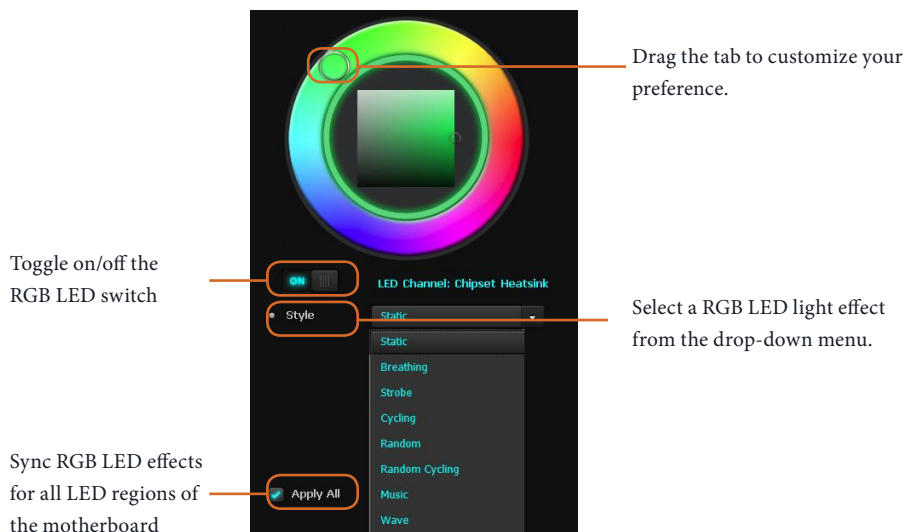 Drag the tab to customize your
preference.
Toggle on/off the
RGB LED switch
ON
LED Channel: Chipset Heatsink
Style
Static
Select a RGB LED light effect
from the drop-down menu.
Static
Breathing
Strobe
Cycling
Random
Random Cycling
Music
Wave
Sync RGB LED effects
for all LED regions of
the motherboard
Apply All